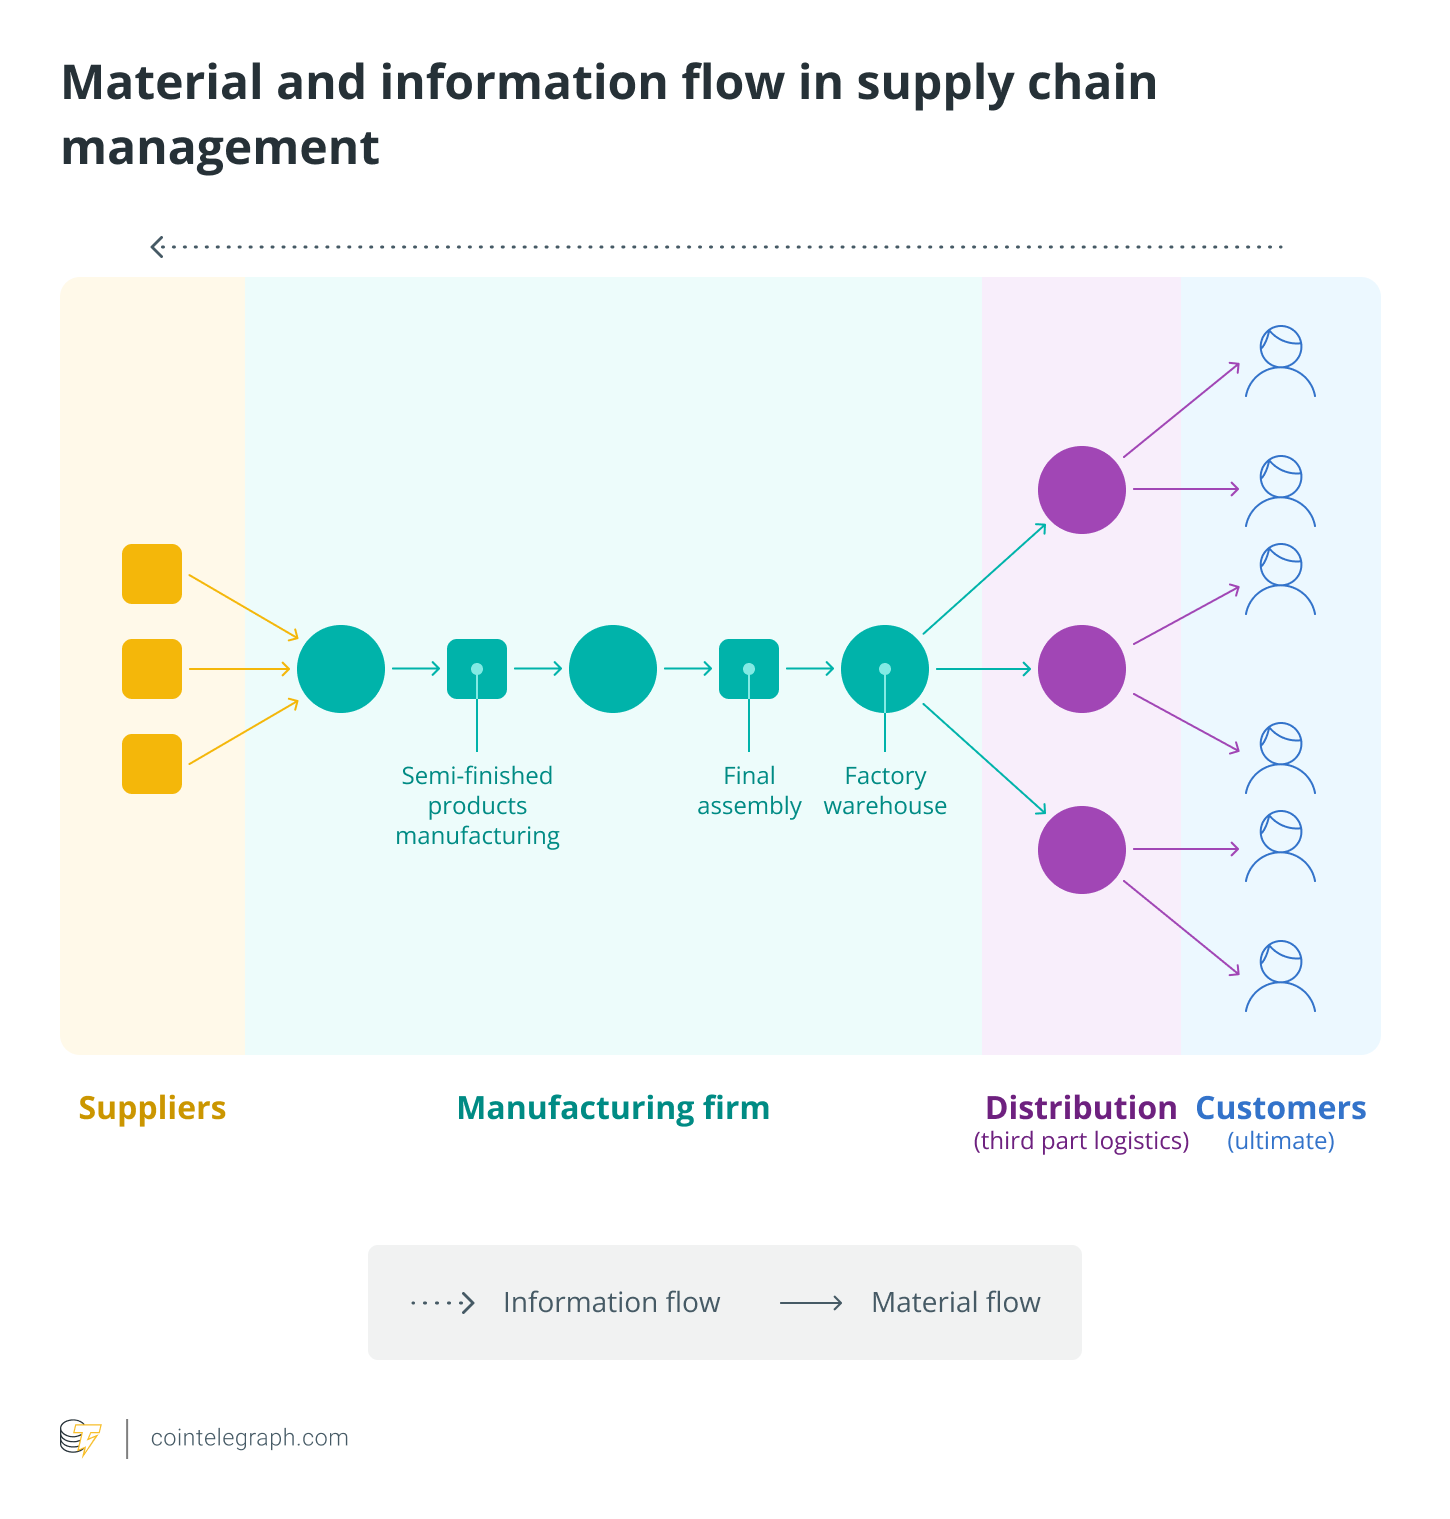 Material and information flow in supply chain
management
Semi-finished
products
manufacturing
Final
assembly
Factory
warehouse
Suppliers
Manufacturing firm
Distribution
(third part logistics)
Customers
(ultimate)
Information flow
Material flow
cointelegraph.com